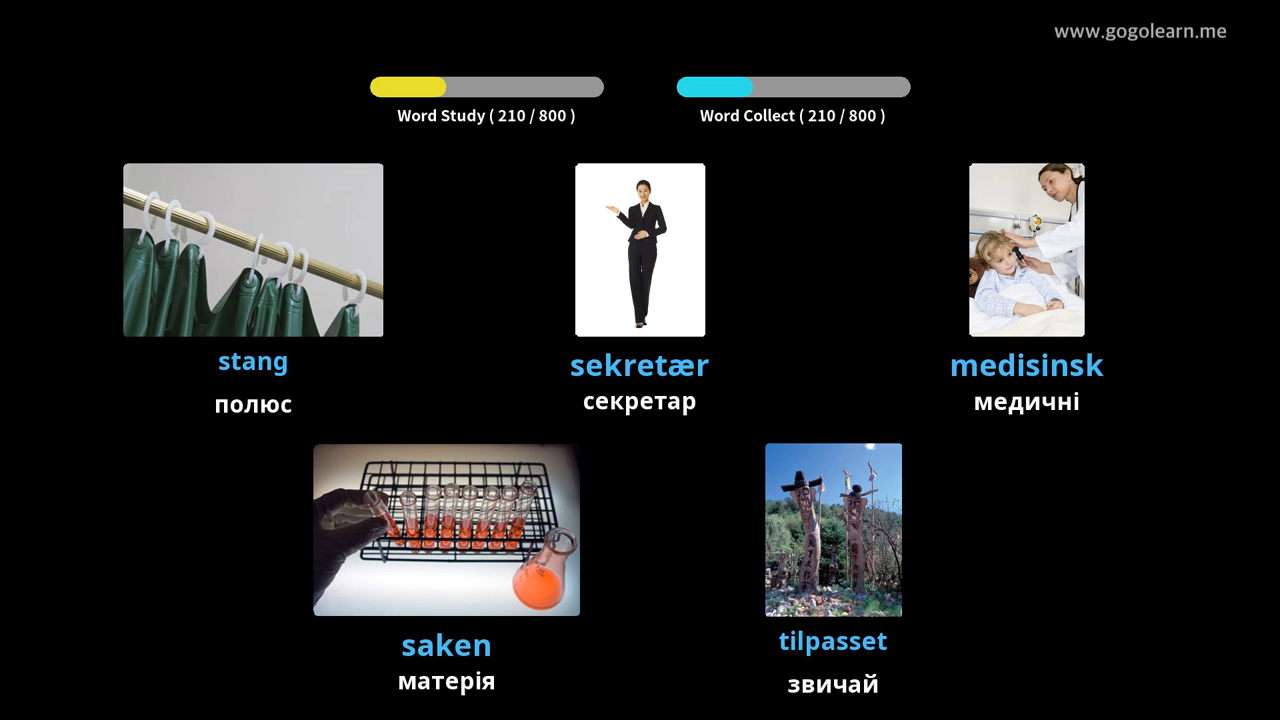 www.gogolearn.me
Word Study ( 210 / 800 )
Word Collect ( 210 / 800 )
stang
полюс
sekretær
секретар
medisinsk
медичні
saken
матерія
tilpasset
звичай